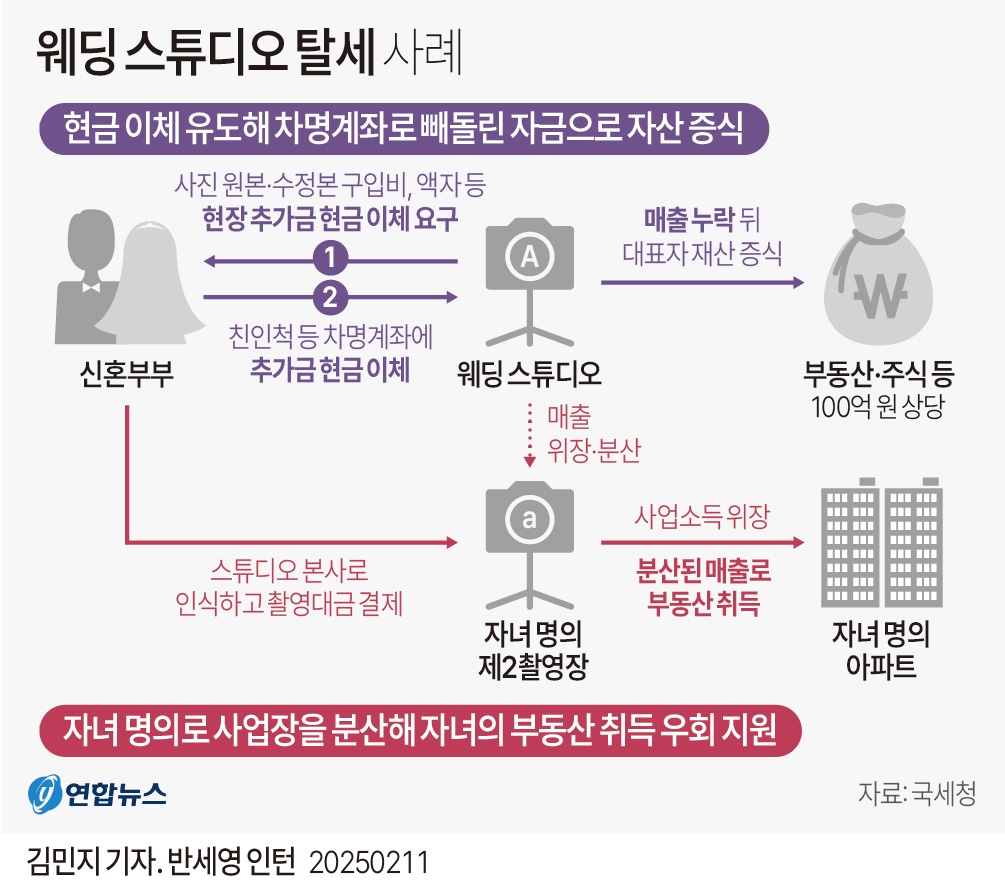 웨딩 스튜디오 탈세 사례
현금 이체 유도해 차명계좌로 빼돌린 자금으로 자산 증식
사진 원본·수정본 구입비, 액자 등
현장 추가금 현금 이체 요구
1
2
친인척 등 차명계좌에
추가금 현금 이체
신혼부부
A
웨딩 스튜디오
매출 누락 뒤
대표자 재산 증식
₩
부동산·주식 등
100억 원 상당
매출
위장·분산
스튜디오 본사로
인식하고 촬영대금 결제
a
자녀 명의
제2촬영장
사업소득 위장
분산된 매출로
부동산 취득
자녀 명의
아파트
자녀 명의로 사업장을 분산해 자녀의 부동산 취득 우회 지원
y 연합뉴스
자료: 국세청
김민지 기자. 반세영 인턴 20250211